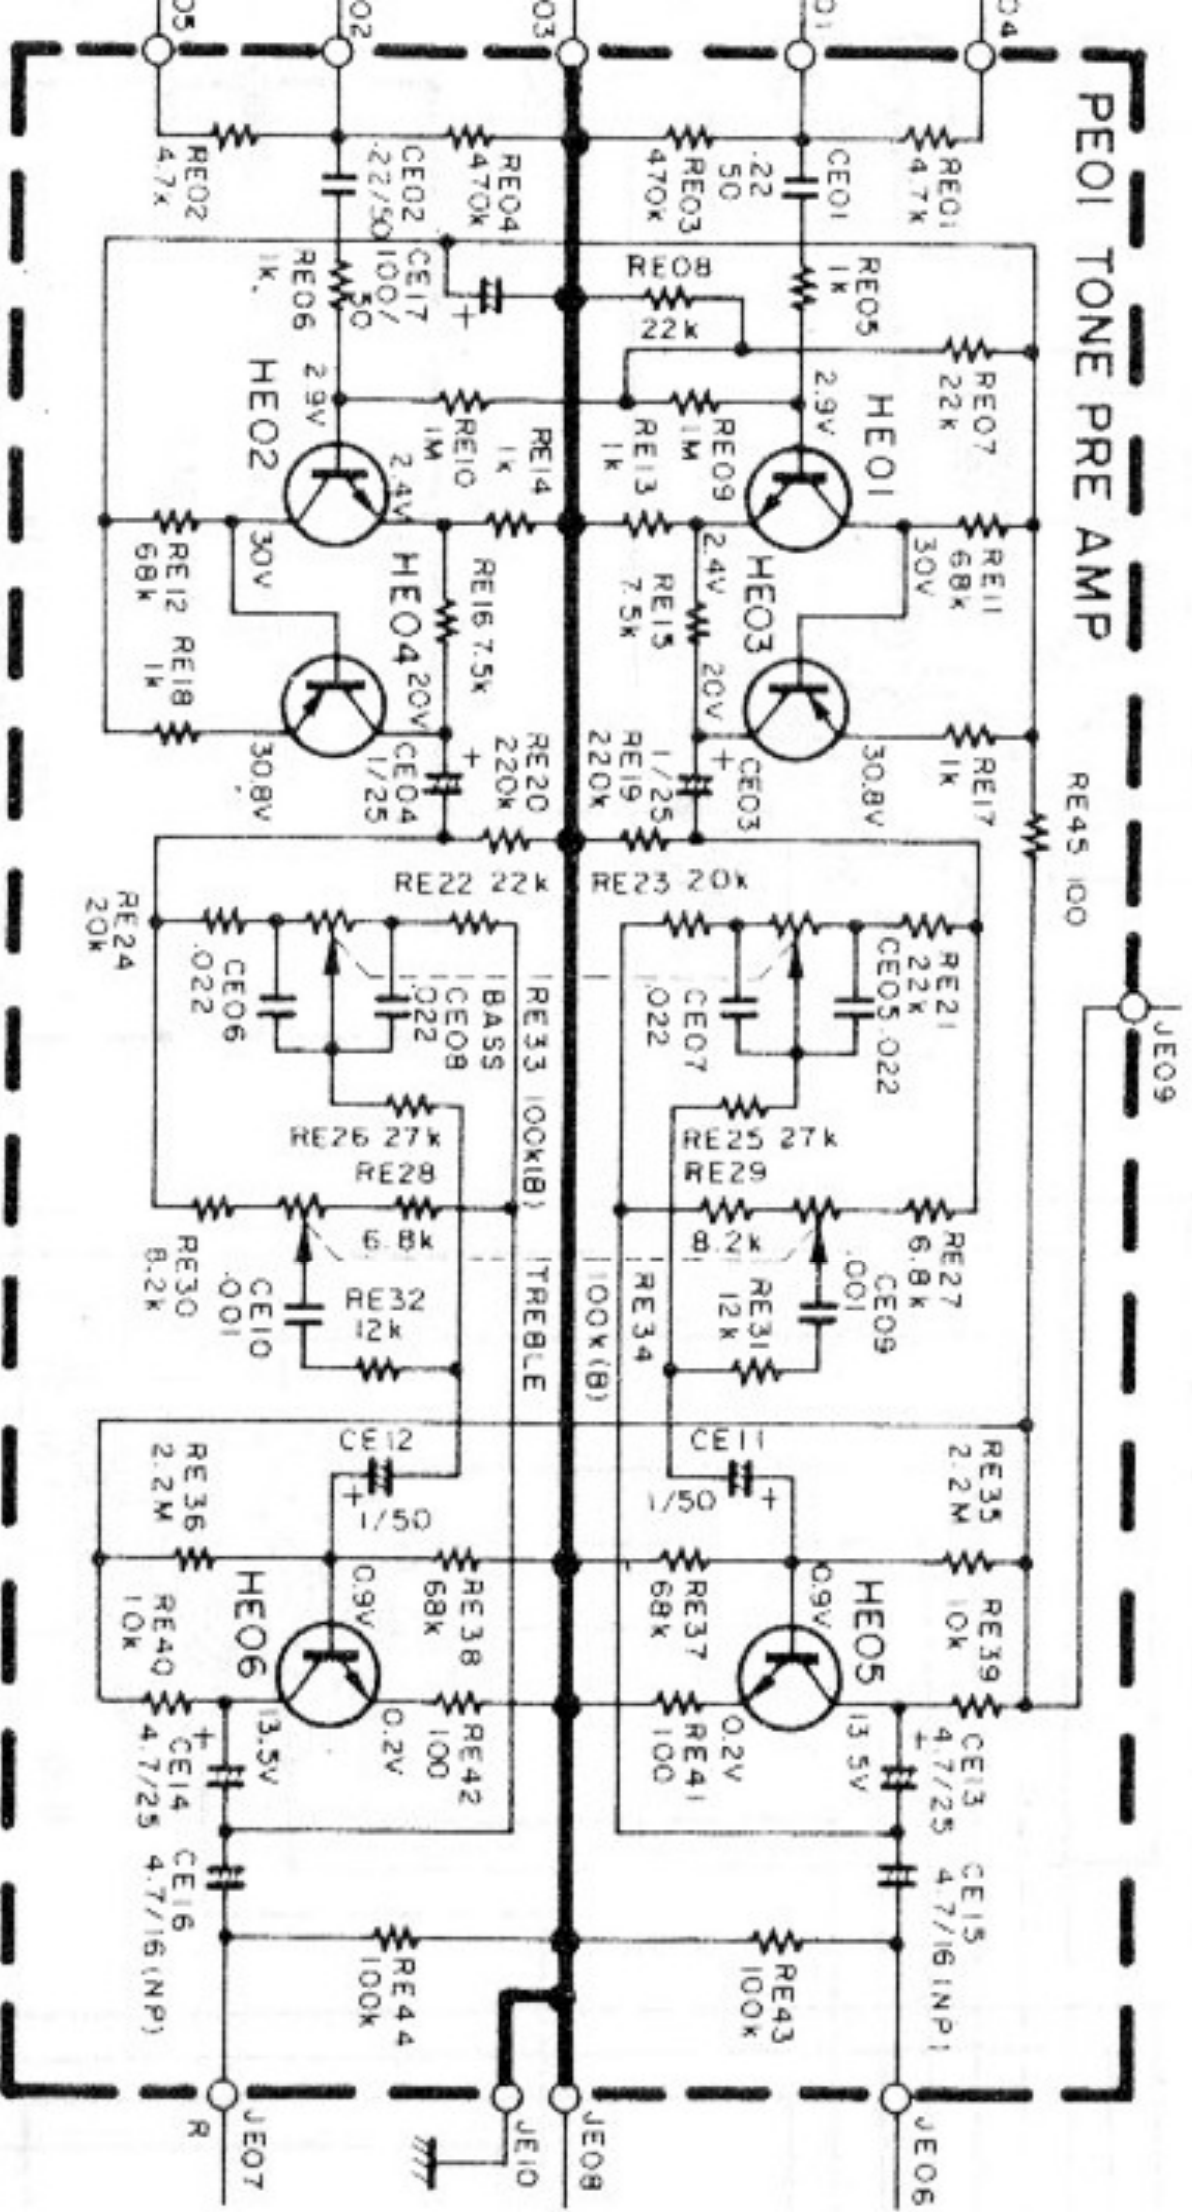 PE01 TONE PRE AMP
04
01
03
02
05
RE01
4.7k
CE01
.22
50
RE03
470k
RE04
470k
CE02
.22/50
RE02
4.7k
RE05
1k
RE08
22k
CE17
100/
50
RE06
1k.
RE07
22k
HE01
2.9V
RE09
1M
RE13
1k
RE14
1k
RE10
1M
2.9V
HE02
2.4V
RE11
68k
30V
HE03
2.4V
RE15
7.5k
RE16 7.5k
HE04
30V
RE12
68k
RE18
1k
20V
20V
RE17
1k
30.8V
CE03
1/25
RE19
220k
RE20
220k
+
+
CE04
1/25
30.8V
RE45 100
JE09
RE22 22k
RE23 20k
RE24
20k
RE21
22k
CE05 .022
CE07
.022
RE33 100k(B)
BASS
CE08
.022
CE06
.022
RE26 27k
RE25 27k
RE28
6.8k
RE29
8.2k
RE27
6.8k
CE09
.001
RE31
12k
RE34
100k(B)
TREBLE
RE32
12k
CE10
.001
RE30
8.2k
CE12
+
1/50
CE11
1/50
+
RE35
2.2M
RE36
2.2M
RE39
10k
HE05
0.9V
RE37
68k
RE38
68k
0.9V
HE06
RE40
10k
13.5V
0.2V
RE41
100
RE42
100
0.2V
13.5V
CE13
4.7/25
+
+
CE14
4.7/25
CE15
4.7/16(NP)
CE16
4.7/16(NP)
RE43
100k
RE44
100k
JE06
JE08
JE10
JE07
R